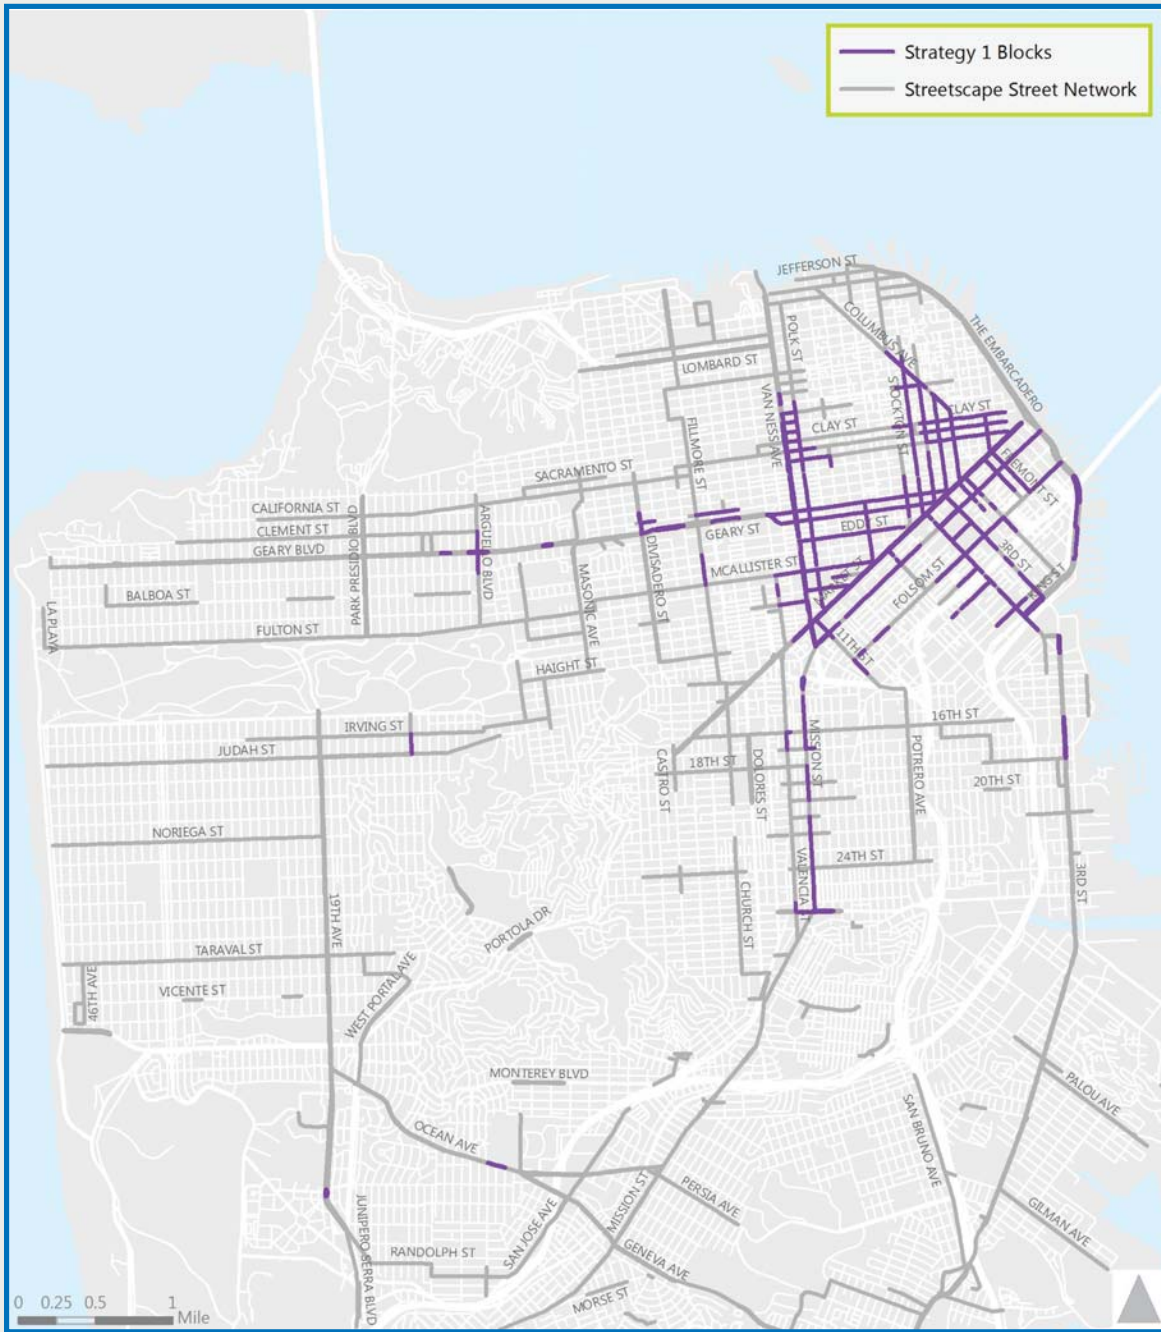 Strategy 1 Blocks
Streetscape Street Network
JEFFERSON ST
COLUMBUS AVE
THE EMBARCADERO
POLK ST
LOMBARD ST
VAN NESS AVE
STOCKTON ST
CLAY ST
CLAY ST
FILLMORE ST
FREMONT ST
SACRAMENTO ST
CALIFORNIA ST
CLEMENT ST
GEARY BLVD
ARGUELLO BLVD
PARK PRESIDIO BLVD
GEARY ST
EDDY ST
DIVISADERO ST
MCALLISTER ST
MARKET ST
FOLSOM ST
3RD ST
KING ST
MASONIC AVE
BALBOA ST
LA PLAYA
FULTON ST
11TH ST
HAIGHT ST
IRVING ST
JUDAH ST
16TH ST
MISSION ST
POTRERO AVE
CASTRO ST
18TH ST
DOLORES ST
20TH ST
NORIEGA ST
VALENCIA ST
24TH ST
3RD ST
19TH AVE
CHURCH ST
PORTOLA DR
TARAVAL ST
46TH AVE
VICENTE ST
WEST PORTAL AVE
MONTEREY BLVD
PALOU AVE
OCEAN AVE
SAN BRUNO AVE
PERSIA AVE
MISSION ST
SAN JOSE AVE
JUNIPERO SERRA BLVD
GILMAN AVE
RANDOLPH ST
GENEVA AVE
MORSE ST
0 0.25 0.5 1
Mile